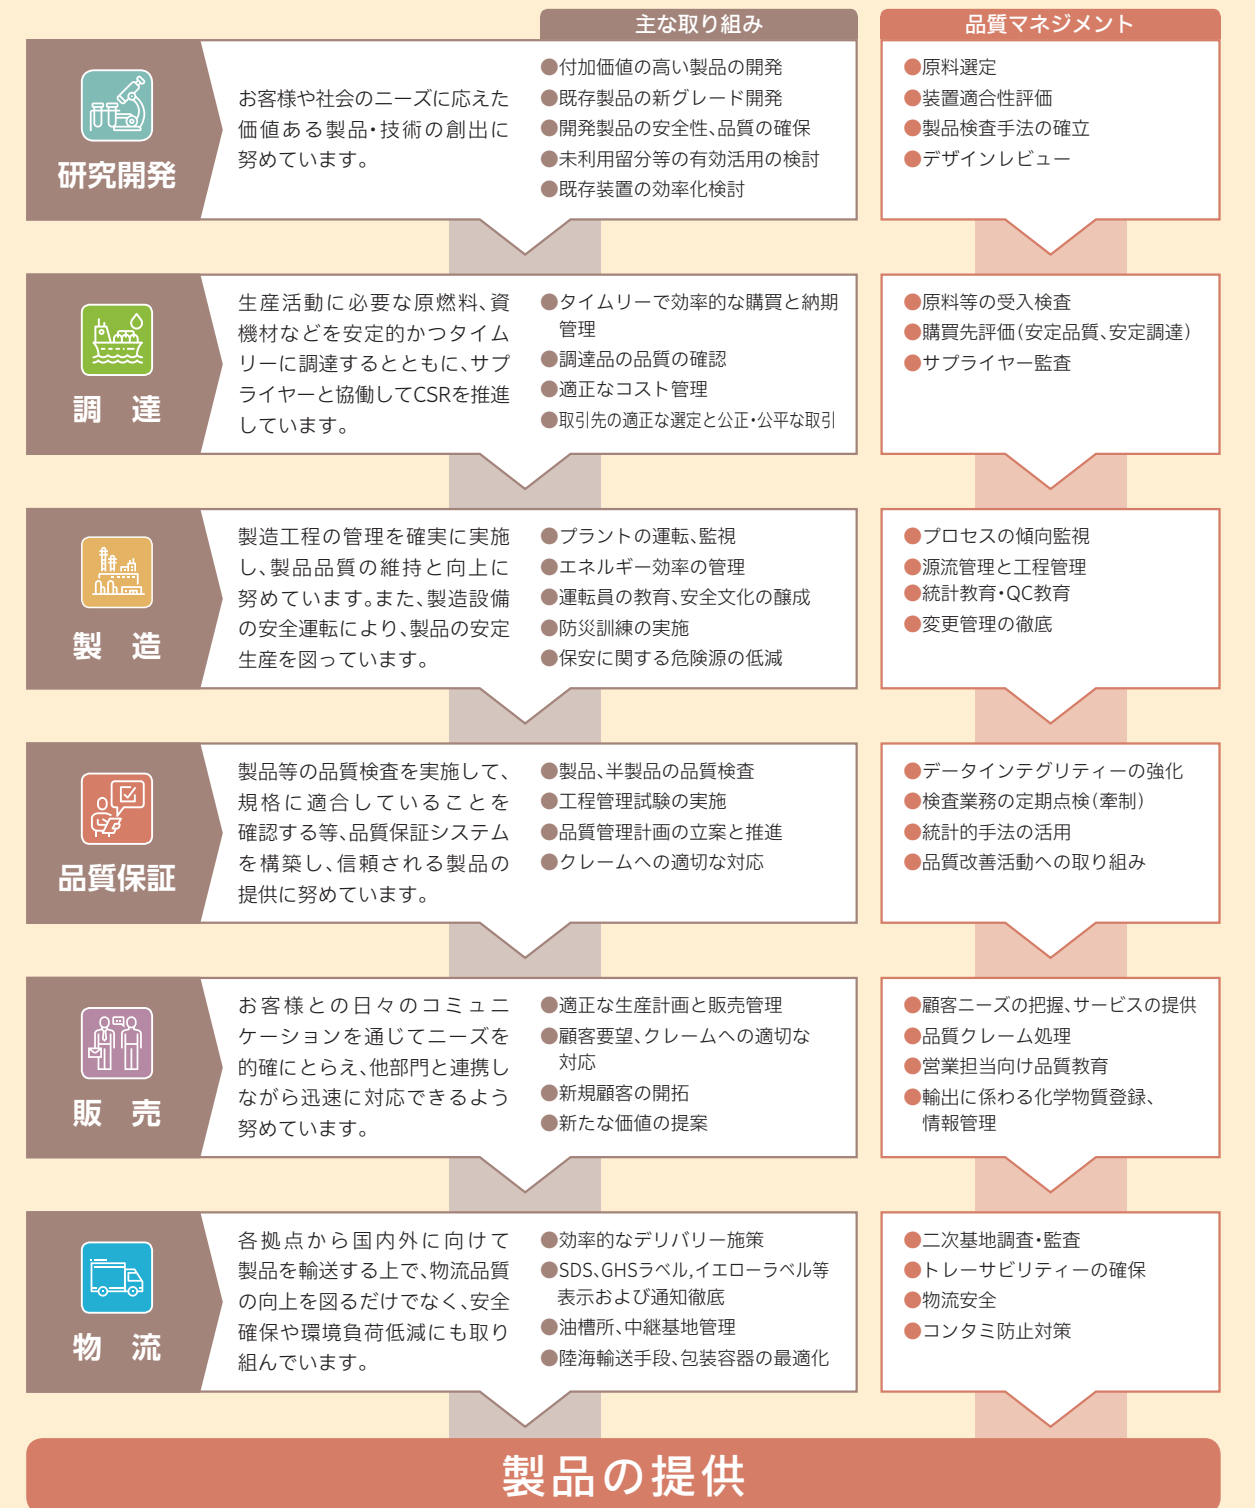 主な取り組み
品質マネジメント
研究開発
お客様や社会のニーズに応えた
価値ある製品・技術の創出に
努めています。
●付加価値の高い製品の開発
●既存製品の新グレード開発
●開発製品の安全性、品質の確保
●未利用留分等の有効活用の検討
●既存装置の効率化検討
●原料選定
●装置適合性評価
●製品検査手法の確立
●デザインレビュー
調 達
生産活動に必要な原燃料、資
機材などを安定的かつタイム
リーに調達するとともに、サプ
ライヤーと協働してCSRを推進
しています。
●タイムリーで効率的な購買と納期
管理
●調達品の品質の確認
●適正なコスト管理
●取引先の適正な選定と公正・公平な取引
●原料等の受入検査
●購買先評価(安定品質、安定調達)
●サプライヤー監査
製 造
製造工程の管理を確実に実施
し、製品品質の維持と向上に
努めています。また、製造設備
の安全運転により、製品の安定
生産を図っています。
●プラントの運転、監視
●エネルギー効率の管理
●運転員の教育、安全文化の醸成
●防災訓練の実施
●保安に関する危険源の低減
●プロセスの傾向監視
●源流管理と工程管理
●統計教育・QC教育
●変更管理の徹底
品質保証
製品等の品質検査を実施して、
規格に適合していることを
確認する等、品質保証システム
を構築し、信頼される製品の
提供に努めています。
●製品、半製品の品質検査
●工程管理試験の実施
●品質管理計画の立案と推進
●クレームへの適切な対応
●データインテグリティーの強化
●検査業務の定期点検(牽制)
●統計的手法の活用
●品質改善活動への取り組み
販 売
お客様との日々のコミュニ
ケーションを通じてニーズを
的確にとらえ、他部門と連携し
ながら迅速に対応できるよう
努めています。
●適正な生産計画と販売管理
●顧客要望、クレームへの適切な
対応
●新規顧客の開拓
●新たな価値の提案
●顧客ニーズの把握、サービスの提供
●品質クレーム処理
●営業担当向け品質教育
●輸出に係わる化学物質登録、
情報管理
物 流
各拠点から国内外に向けて
製品を輸送する上で、物流品質
の向上を図るだけでなく、安全
確保や環境負荷低減にも取り
組んでいます。
●効率的なデリバリー施策
●SDS、GHSラベル,イエローラベル等
表示および通知徹底
●油槽所、中継基地管理
●陸海輸送手段、包装容器の最適化
●二次基地調査・監査
●トレーサビリティーの確保
●物流安全
●コンタミ防止対策
製品の提供